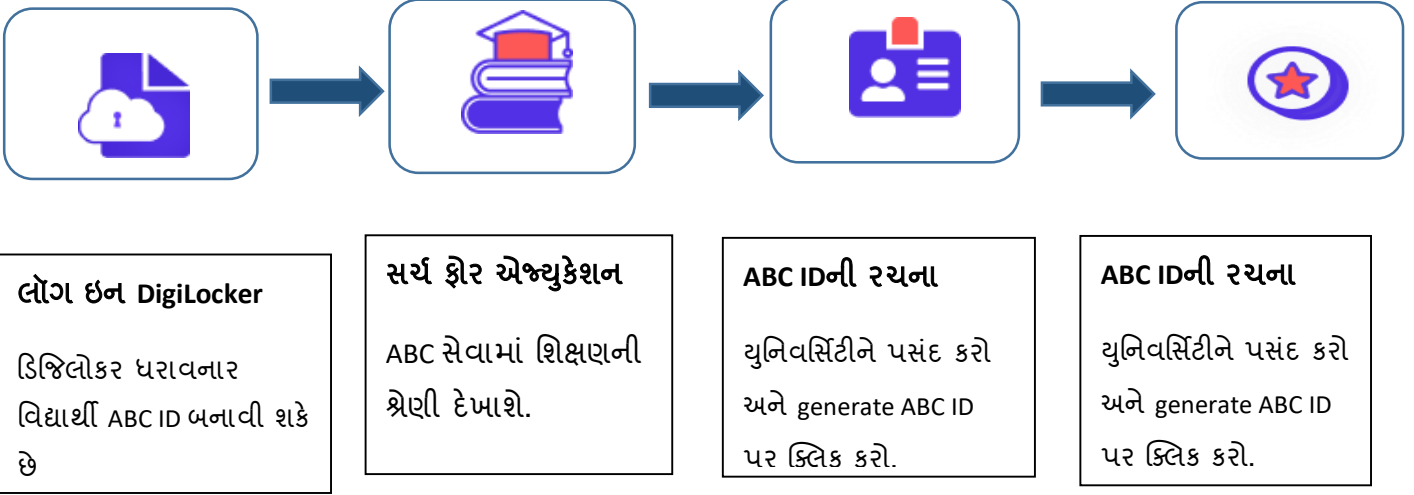 લૉગ ઇન DigiLocker
ડિજિલોકર ધરાવનાર
વિદ્યાર્થી ABC ID બનાવી શકે
છે
સર્ચ ફોર એજ્યુકેશન
ABC સેવામાં શિક્ષણની
શ્રેણી દેખાશે.
ABC IDની રચના
યુનિવર્સિટીને પસંદ કરો
અને generate ABC ID
પર ક્લિક કરો.
ABC IDની રચના
યુનિવર્સિટીને પસંદ કરો
અને generate ABC ID
પર ક્લિક કરો.